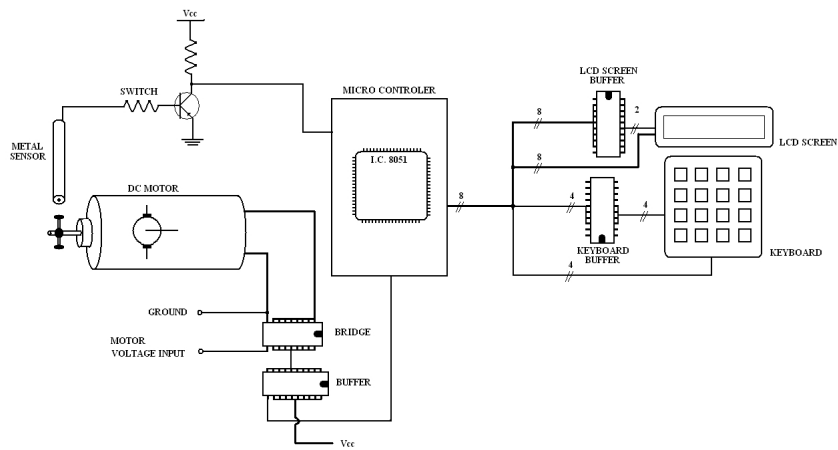 Vcc
SWITCH
METAL
SENSOR
DC MOTOR
MICRO CONTROLER
I.C. 8051
8
LCD SCREEN
BUFFER
8
2
LCD SCREEN
8
4
4
KEYBOARD
BUFFER
KEYBOARD
4
GROUND
MOTOR
VOLTAGE INPUT
BRIDGE
BUFFER
Vcc